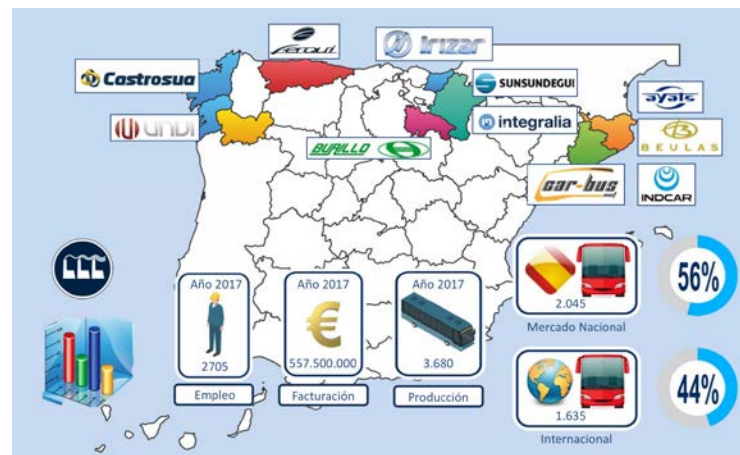 Ferqui
irizar
Castrosua
SUNSUNDEGUI
ayats
UNVI
integralia
BEULAS
BURILLO
car-bus
.net
INDCAR
Año 2017
2705
Empleo
Año 2017
€
557.500.000
Facturación
Año 2017
3.680
Producción
2.045
Mercado Nacional
56%
1.635
Internacional
44%